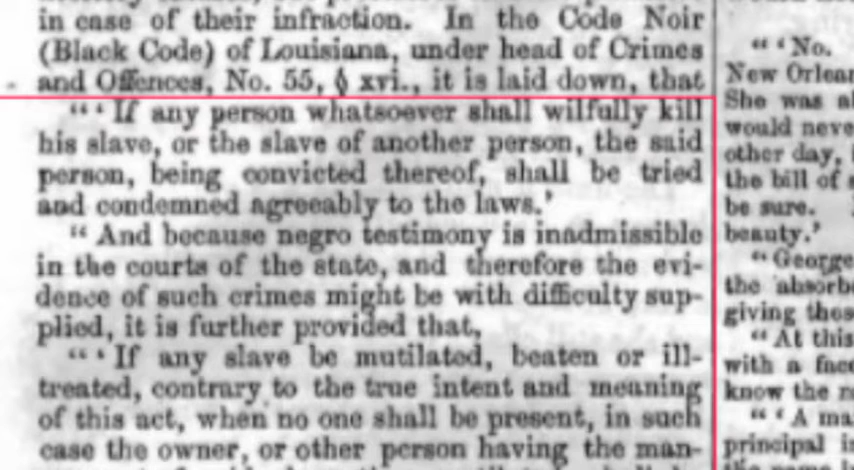 in case of their infraction. In the Code Noir
(Black Code) of Louisiana, under head of Crimes
and Offences, No. 55, § xvi., it is laid down, that
"' If any person whatsoever shall wilfully kill
his slave, or the slave of another person, the said
person, being convicted thereof, shall be tried
and condemned agreeably to the laws.'
" And because negro testimony is inadmissible
in the courts of the state, and therefore the evi-
dence of such crimes might be with difficulty sup-
plied, it is further provided that,
"' If any slave be mutilated, beaten or ill-
treated, contrary to the true intent and meaning
of this act, when no one shall be present, in such
case the owner, or other person having the man-
"' No.
New Orlean
She was
would neve
other day,
the bill of
be sure.
beauty.'
"George
the absorb
giving thes
"At this
with a face
know the
"' A ma
principal